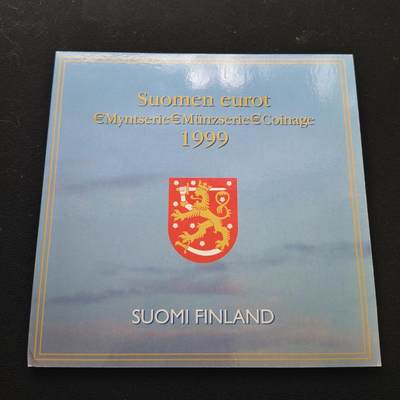 Suomen eurot
€Myntserie€Münzserie€Coinage
1999
SUOMI FINLAND